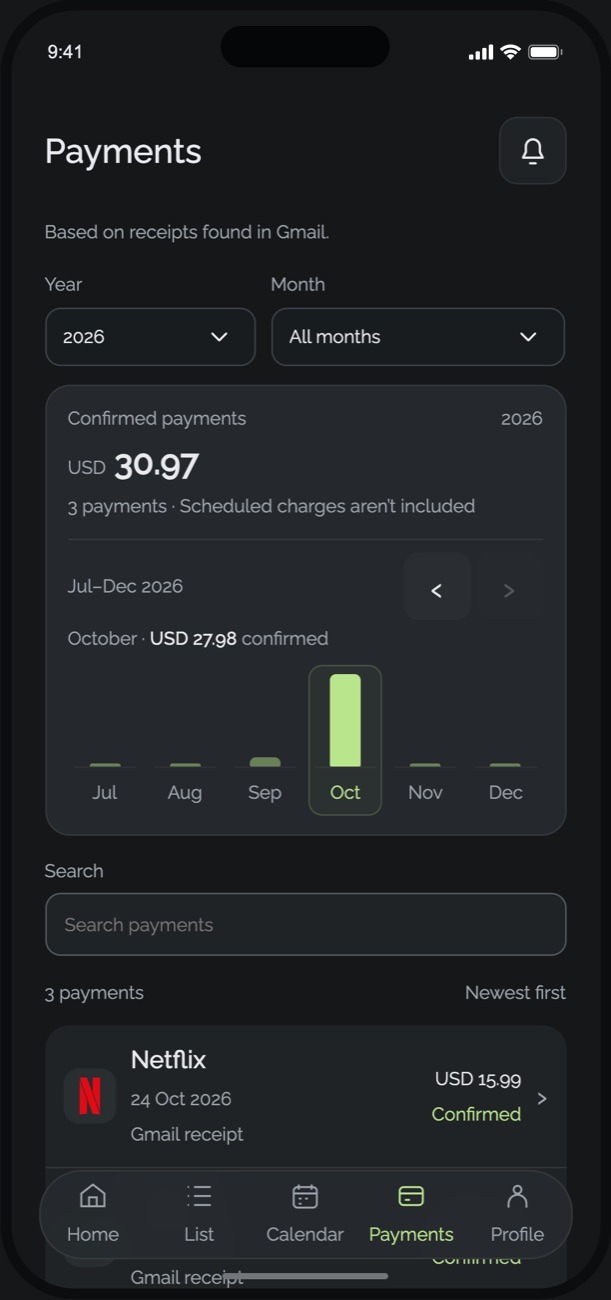 9:41
Payments
Based on receipts found in Gmail.
Year
Month
2026
All months
Confirmed payments
2026
USD 30.97
3 payments · Scheduled charges aren't included
Jul–Dec 2026
October · USD 27.98 confirmed
Jul
Aug
Sep
Oct
Nov
Dec
Search
Search payments
3 payments
Newest first
Netflix
24 Oct 2026
Gmail receipt
USD 15.99
Confirmed
Home
List
Calendar
Payments
Profile
Confirmed
Gmail receipt